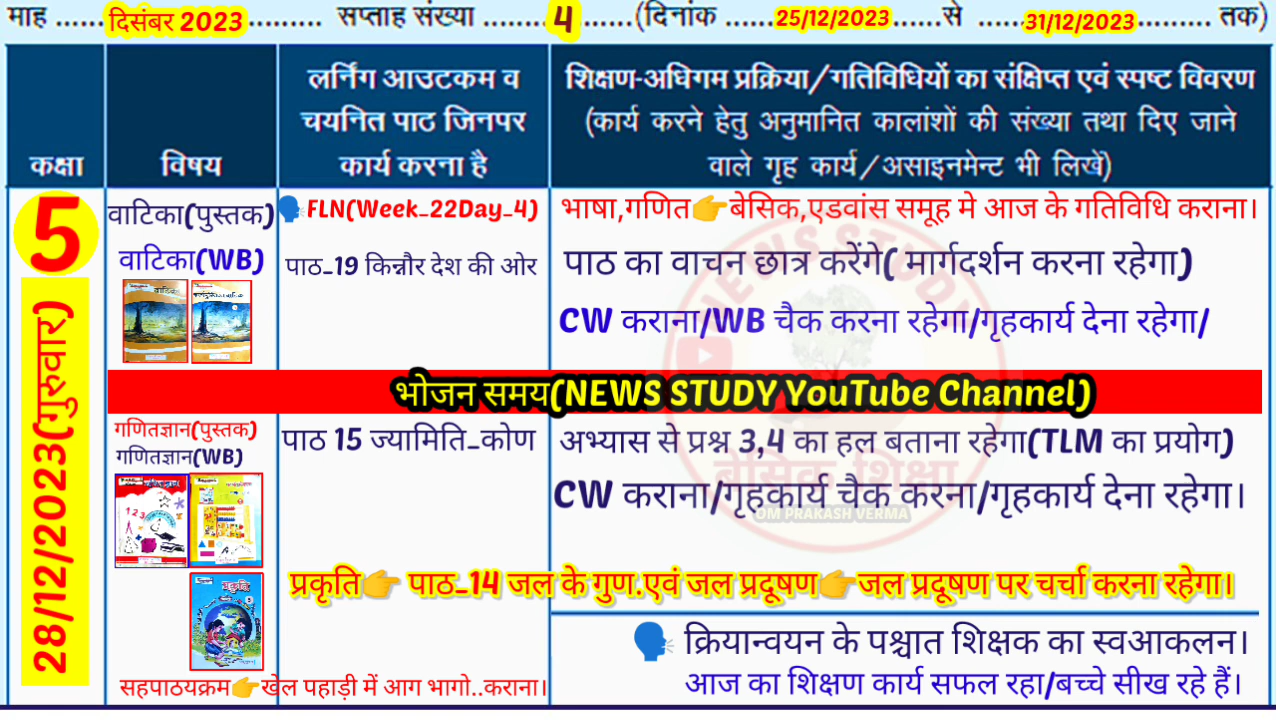 माह ...... दिसंबर 2023 .......... सप्ताह संख्या ........ 4 ......(दिनांक ...... 25/12/2023 ......से ...... 31/12/2023 ......... तक)
कक्षा
विषय
लर्निंग आउटकम व
चयनित पाठ जिनपर
कार्य करना है
शिक्षण-अधिगम प्रक्रिया/गतिविधियों का संक्षिप्त एवं स्पष्ट विवरण
(कार्य करने हेतु अनुमानित कालांशों की संख्या तथा दिए जाने
वाले गृह कार्य/असाइनमेन्ट भी लिखें)
5
28/12/2023(गुरुवार)
वाटिका(पुस्तक)
वाटिका(WB)
🗣️FLN(Week_22Day_4)
पाठ_19 किन्नौर देश की ओर
भाषा,गणित👉बेसिक,एडवांस समूह मे आज के गतिविधि कराना।
पाठ का वाचन छात्र करेंगे( मार्गदर्शन करना रहेगा)
CW कराना/WB चैक करना रहेगा/गृहकार्य देना रहेगा/
वाटिका
भोजन समय(NEWS STUDY YouTube Channel)
गणितज्ञान(पुस्तक)
गणितज्ञान(WB)
पाठ 15 ज्यामिति_कोण
अभ्यास से प्रश्न 3,4 का हल बताना रहेगा(TLM का प्रयोग)
CW कराना/गृहकार्य चैक करना/गृहकार्य देना रहेगा।
NEWS STUDY
बेसिक शिक्षा
OM PRAKASH VERMA
1 2 3
प्रकृति
प्रकृति👉 पाठ_14 जल के गुण.एवं जल प्रदूषण👉जल प्रदूषण पर चर्चा करना रहेगा।
🗣️ क्रियान्वयन के पश्चात शिक्षक का स्वआकलन।
आज का शिक्षण कार्य सफल रहा/बच्चे सीख रहे हैं।
सहपाठयक्रम👉खेल पहाड़ी में आग भागो..कराना।